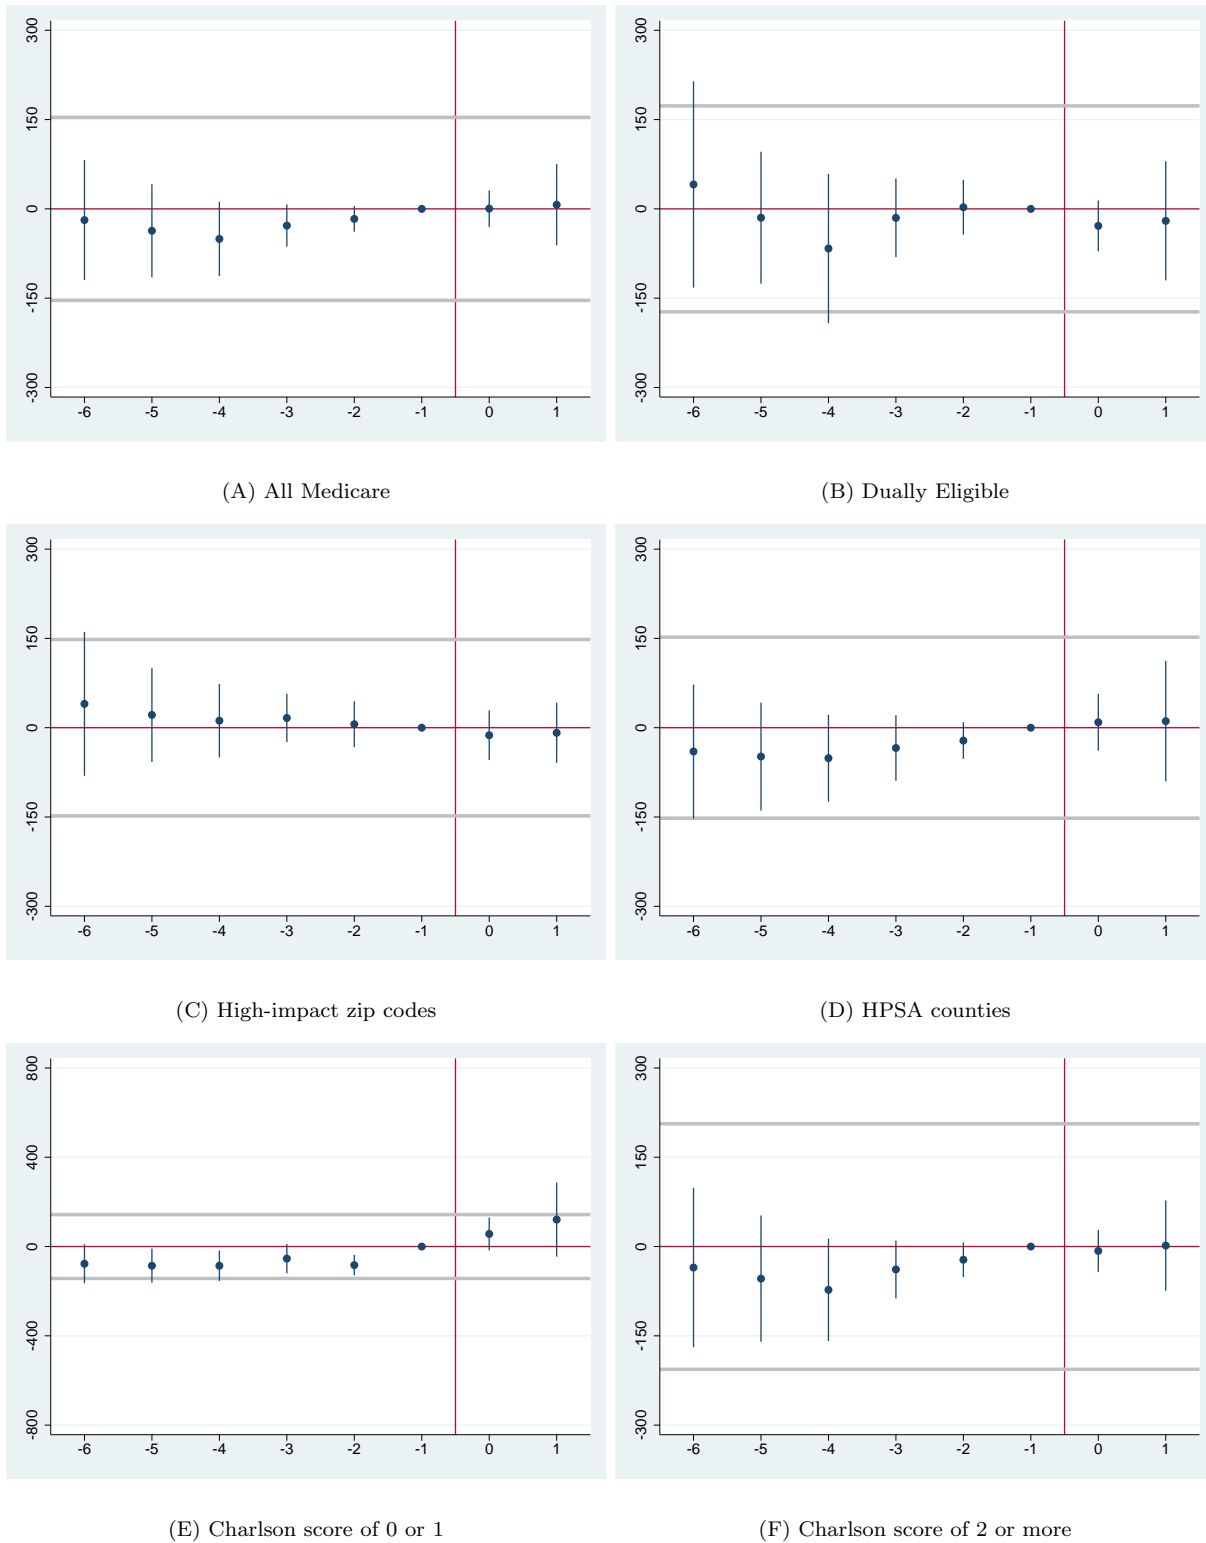 300
150
0
-150
-300
-6 -5 -4 -3 -2 -1 0 1
(A) All Medicare
300
150
0
-150
-300
-6 -5 -4 -3 -2 -1 0 1
(B) Dually Eligible
300
150
0
-150
-300
-6 -5 -4 -3 -2 -1 0 1
(C) High-impact zip codes
300
150
0
-150
-300
-6 -5 -4 -3 -2 -1 0 1
(D) HPSA counties
800
400
0
-400
-800
-6 -5 -4 -3 -2 -1 0 1
(E) Charlson score of 0 or 1
300
150
0
-150
-300
-6 -5 -4 -3 -2 -1 0 1
(F) Charlson score of 2 or more